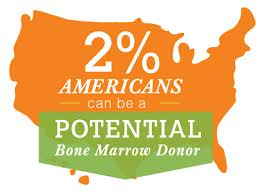 2%
AMERICANS
can be a
POTENTIAL
Bone Marrow Donor